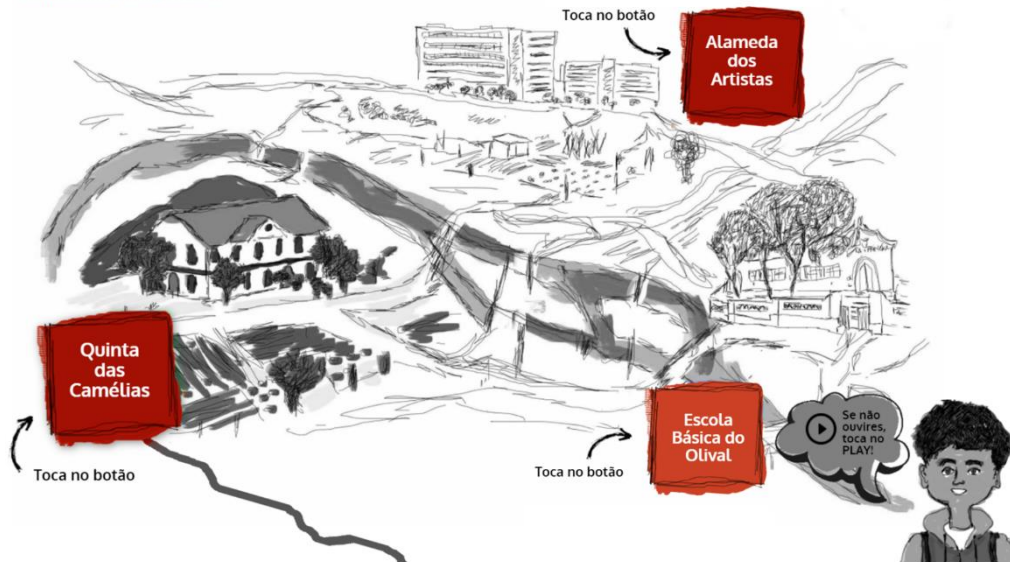 Toca no botão
Alameda
dos
Artistas
Quinta
das
Camélias
Toca no botão
Escola
Básica do
Olival
Toca no botão
Se não
ouvires,
toca no
PLAY!